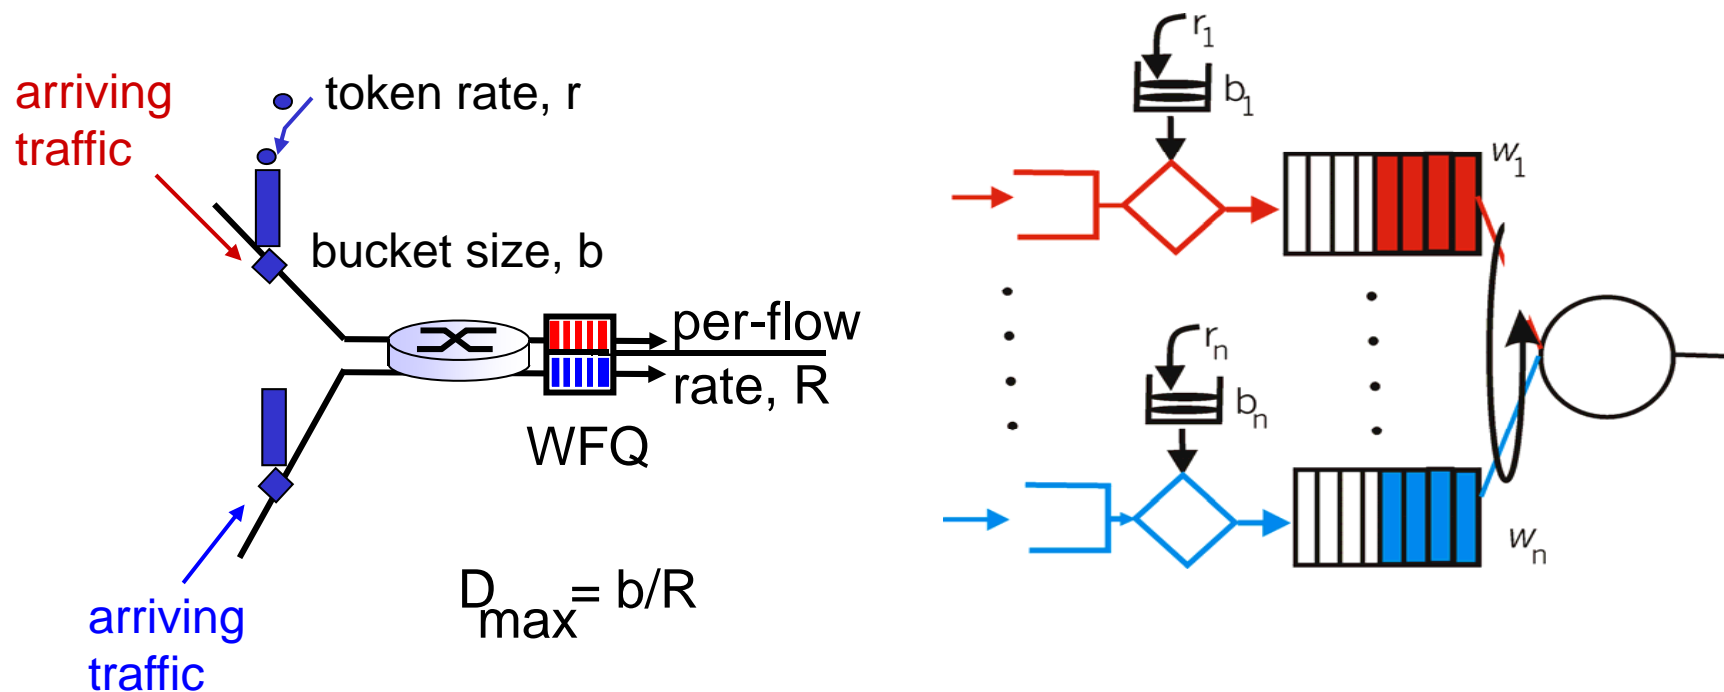 arriving
traffic
token rate, r
bucket size, b
per-flow
rate, R
WFQ
D
max = b/R
arriving
traffic
r1
b1
w1
rn
bn
wn